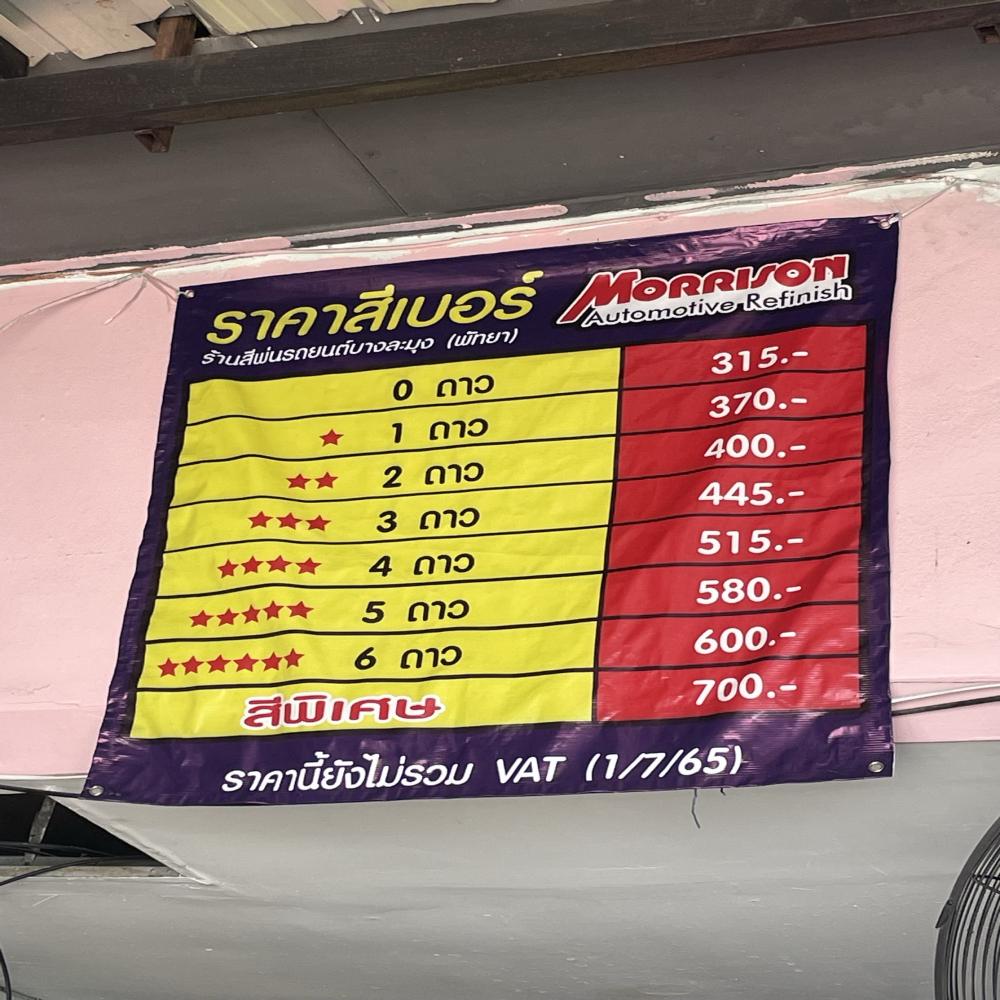 ราคาสีเบอร์
MORRISON
Automotive Refinish
ร้านสีพ่นรถยนต์บางละมุง (พัทยา)
0 ดาว 315.-
1 ดาว 370.-
2 ดาว 400.-
3 ดาว 445.-
4 ดาว 515.-
5 ดาว 580.-
6 ดาว 600.-
สีพิเศษ 700.-
ราคานี้ยังไม่รวม VAT (1/7/65)